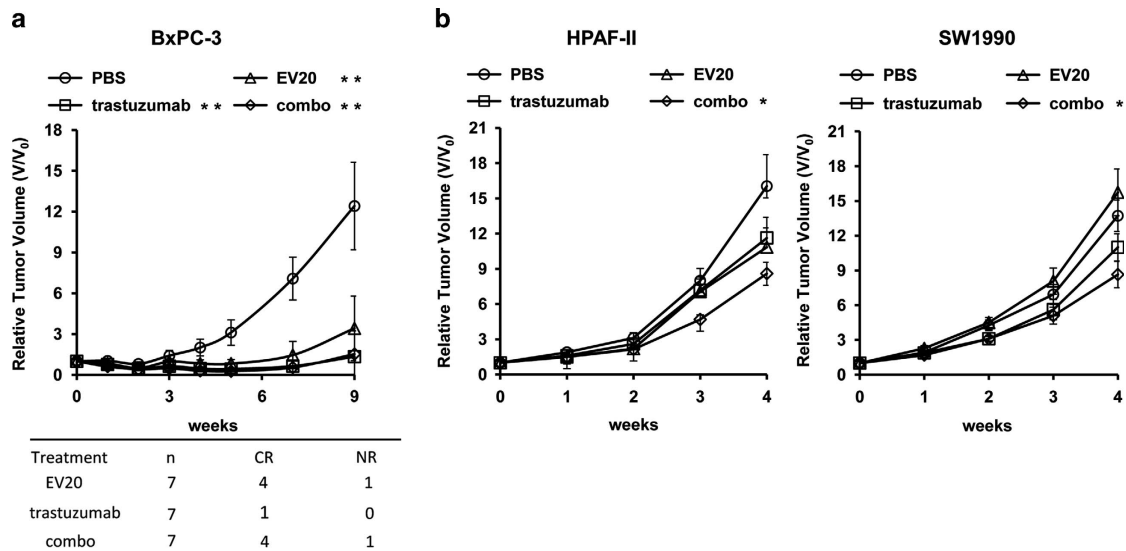 a
BxPC-3
PBS
EV20 * *
trastuzumab * *
combo * *
Relative Tumor Volume (V/V0)
18
15
12
9
6
3
0
0 3 6 9
weeks
Treatment n CR NR
EV20 7 4 1
trastuzumab 7 1 0
combo 7 4 1
b
HPAF-II
PBS
EV20
trastuzumab
combo *
Relative Tumor Volume (V/V0)
21
18
15
12
9
6
3
0
0 1 2 3 4
weeks
SW1990
PBS
EV20
trastuzumab
combo *
Relative Tumor Volume (V/V0)
21
18
15
12
9
6
3
0
0 1 2 3 4
weeks